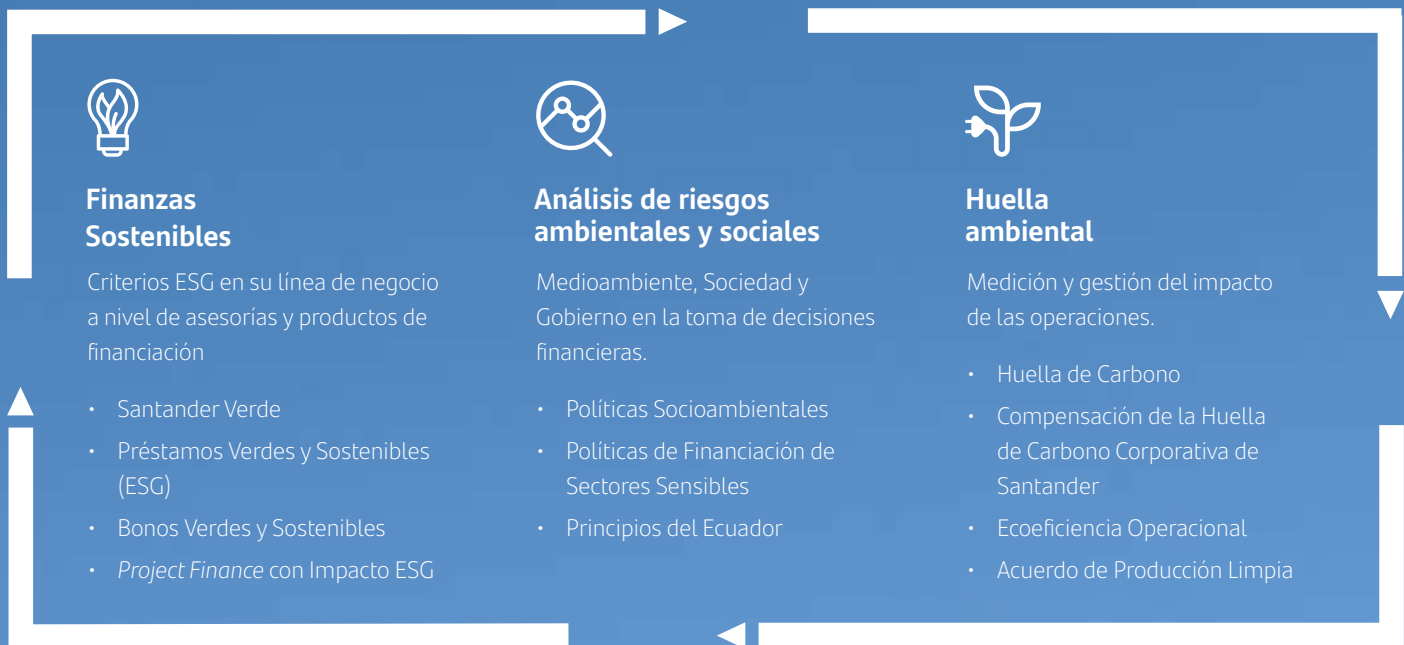 Finanzas
Sostenibles
Criterios ESG en su línea de negocio
a nivel de asesorías y productos de
financiación
• Santander Verde
• Préstamos Verdes y Sostenibles
(ESG)
• Bonos Verdes y Sostenibles
• Project Finance con Impacto ESG
Análisis de riesgos
ambientales y sociales
Medioambiente, Sociedad y
Gobierno en la toma de decisiones
financieras.
• Políticas Socioambientales
• Políticas de Financiación de
Sectores Sensibles
• Principios del Ecuador
Huella
ambiental
Medición y gestión del impacto
de las operaciones.
• Huella de Carbono
• Compensación de la Huella
de Carbono Corporativa de
Santander
• Ecoeficiencia Operacional
• Acuerdo de Producción Limpia